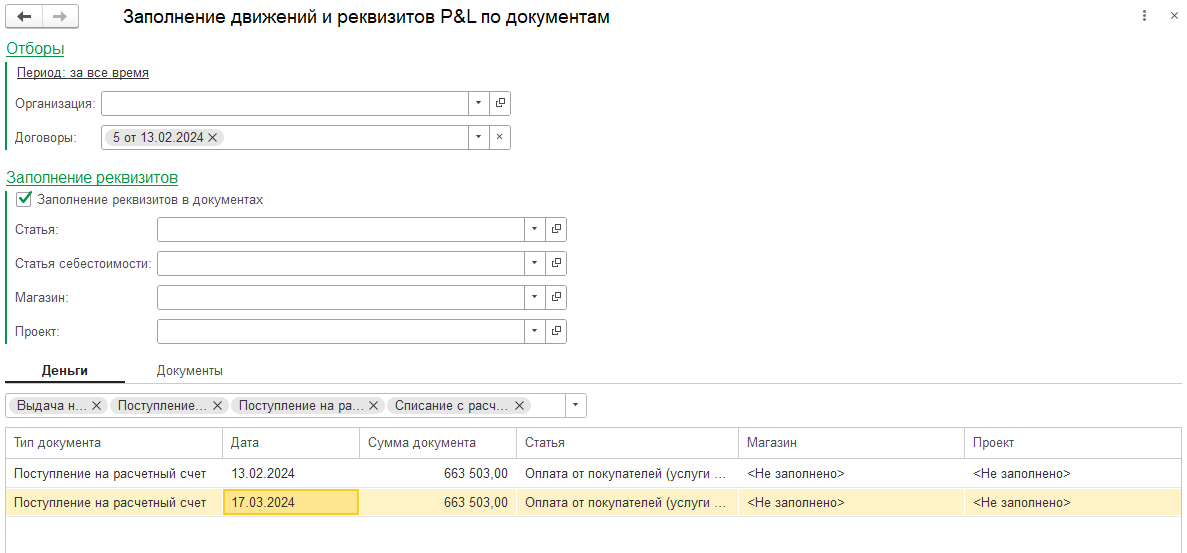 Заполнение движений и реквизитов P&L по документам
Отборы
Период: за все время
Организация:
Договоры: 5 от 13.02.2024
Заполнение реквизитов
Заполнение реквизитов в документах
Статья:
Статья себестоимости:
Магазин:
Проект:
Деньги Документы
Выдача н... Поступление... Поступление на ра... Списание с расч...
Тип документа Дата Сумма документа Статья Магазин Проект
Поступление на расчетный счет 13.02.2024 663 503,00 Оплата от покупателей (услуги ... <Не заполнено> <Не заполнено>
Поступление на расчетный счет 17.03.2024 663 503,00 Оплата от покупателей (услуги ... <Не заполнено> <Не заполнено>